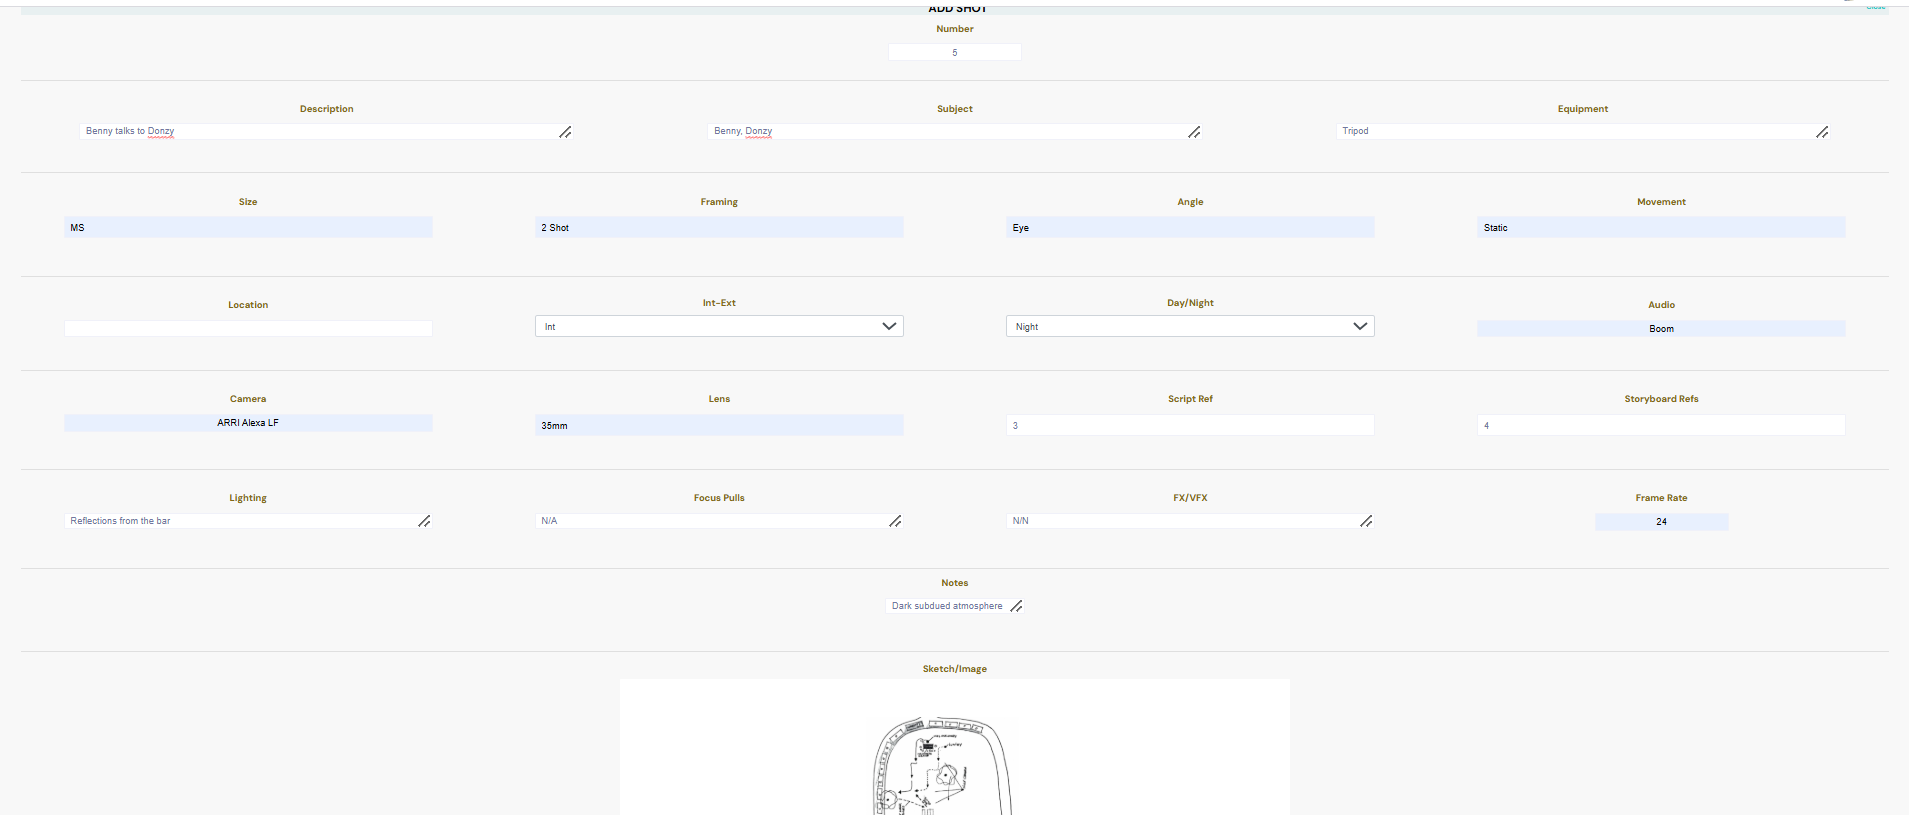 ADD SHOT
Close
Number
5
Description Subject Equipment
Benny talks to Donzy Benny, Donzy Tripod
Size Framing Angle Movement
MS 2 Shot Eye Static
Location Int-Ext Day/Night Audio
Int Night Boom
Camera Lens Script Ref Storyboard Refs
ARRI Alexa LF 35mm 3 4
Lighting Focus Pulls FX/VFX Frame Rate
Reflections from the bar N/A N/N 24
Notes
Dark subdued atmosphere
Sketch/Image